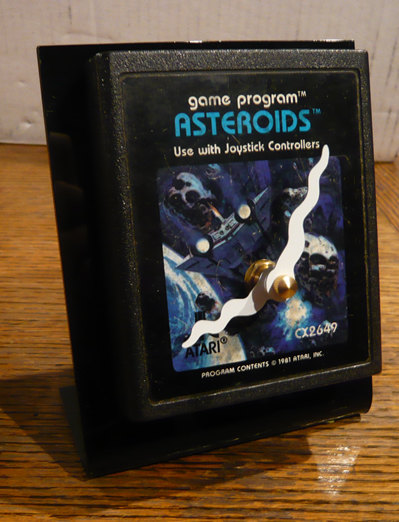 game program™
ASTEROIDS™
Use with Joystick Controllers
CX2649
ATARI®
PROGRAM CONTENTS © 1981 ATARI, INC.